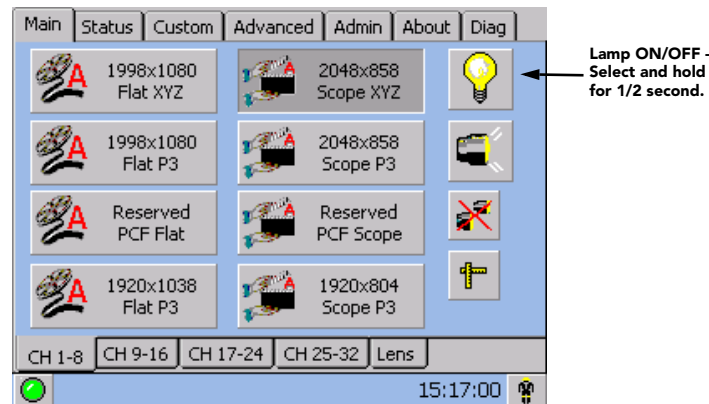 Main Status Custom Advanced Admin About Diag
1998x1080
Flat XYZ
2048x858
Scope XYZ
Lamp ON/OFF -
Select and hold
for 1/2 second.
A
A
1998x1080
Flat P3
2048x858
Scope P3
A
A
Reserved
PCF Flat
Reserved
PCF Scope
A
A
1920x1038
Flat P3
1920x804
Scope P3
A
A
CH 1-8 CH 9-16 CH 17-24 CH 25-32 Lens
15:17:00